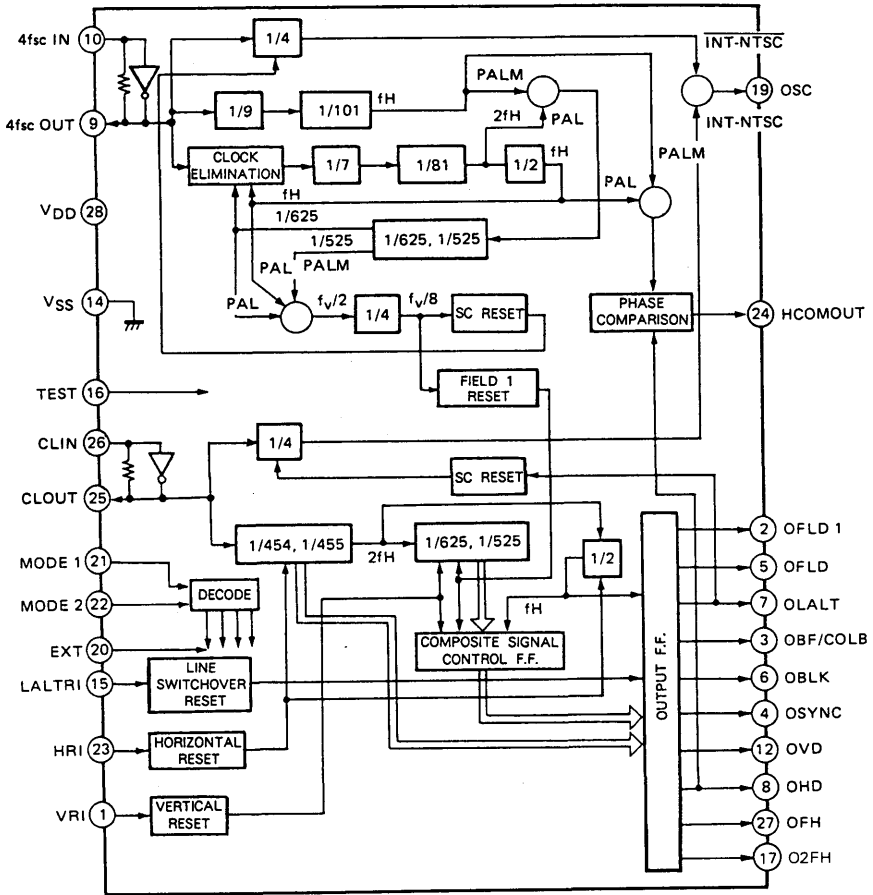 4fsc IN 10
1/4
INT-NTSC
19 OSC
INT-NTSC
PALM
1/9
1/101
fH
4fsc OUT 9
2fH
PAL
PALM
CLOCK
ELIMINATION
1/7
1/81
1/2
fH
PAL
fH
VDD 28
1/625
1/525
1/625, 1/525
PAL
PALM
PAL
fv/2
1/4
fv/8
SC RESET
VSS 14
PHASE
COMPARISON
24 HCOMOUT
FIELD 1
RESET
TEST 16
CLIN 26
1/4
SC RESET
CLOUT 25
1/454, 1/455
2fH
1/625, 1/525
1/2
fH
MODE 1 21
MODE 2 22
DECODE
EXT 20
COMPOSITE SIGNAL
CONTROL F.F.
LALTRI 15
LINE
SWITCHOVER
RESET
HRI 23
HORIZONTAL
RESET
VRI 1
VERTICAL
RESET
OUTPUT F.F.
2 OFLD 1
5 OFLD
7 OLALT
3 OBF/COLB
6 OBLK
4 OSYNC
12 OVD
8 OHD
27 OFH
17 O2FH